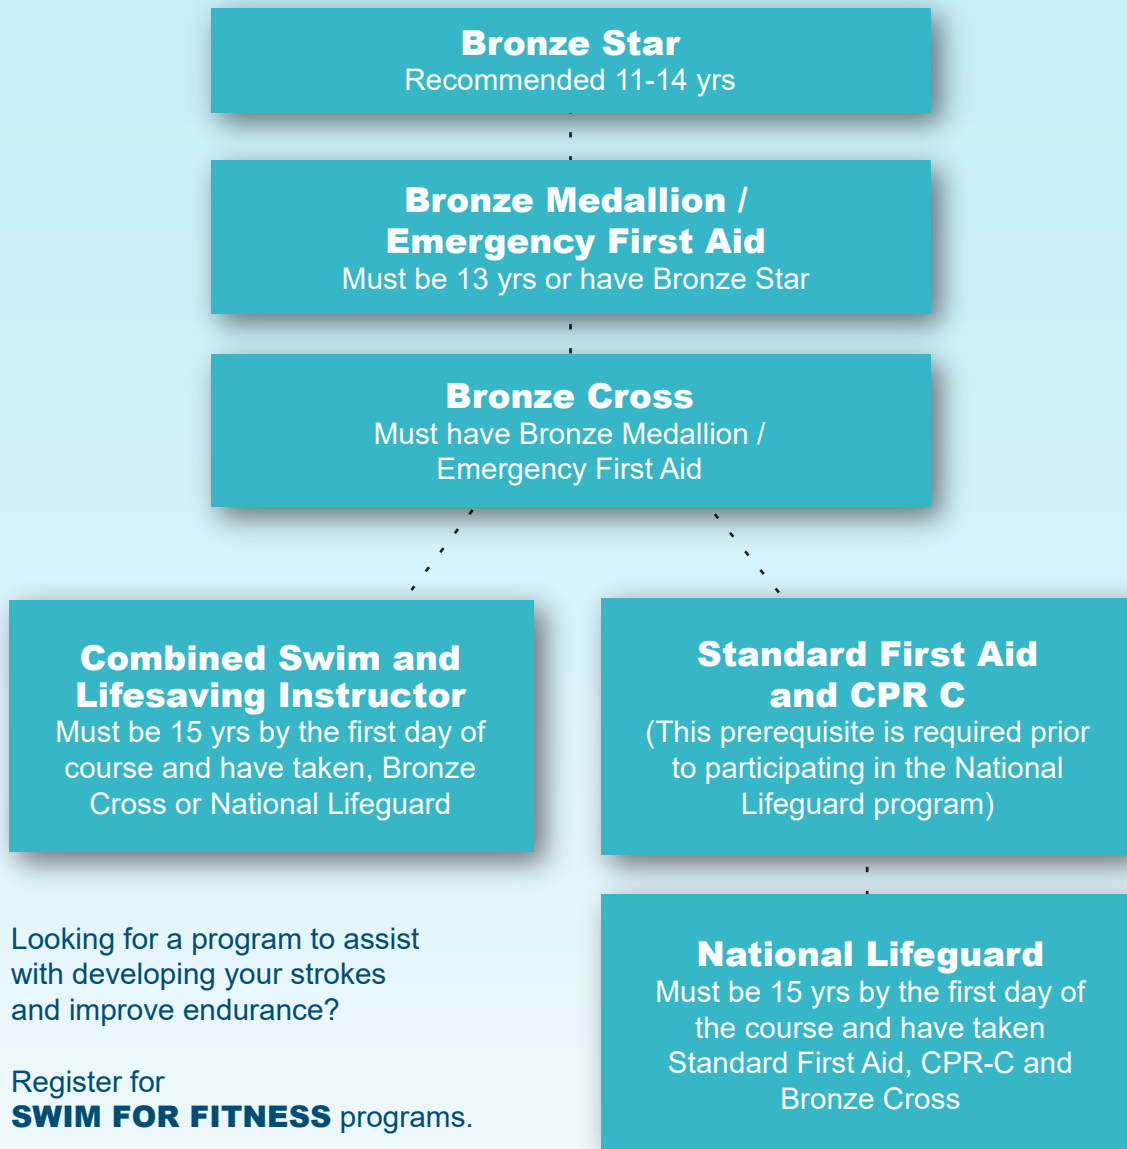 Bronze Star
Recommended 11-14 yrs
Bronze Medallion /
Emergency First Aid
Must be 13 yrs or have Bronze Star
Bronze Cross
Must have Bronze Medallion /
Emergency First Aid
Combined Swim and
Lifesaving Instructor
Must be 15 yrs by the first day of
course and have taken, Bronze
Cross or National Lifeguard
Standard First Aid
and CPR C
(This prerequisite is required prior
to participating in the National
Lifeguard program)
National Lifeguard
Must be 15 yrs by the first day of
the course and have taken
Standard First Aid, CPR-C and
Bronze Cross
Looking for a program to assist
with developing your strokes
and improve endurance?
Register for
SWIM FOR FITNESS programs.